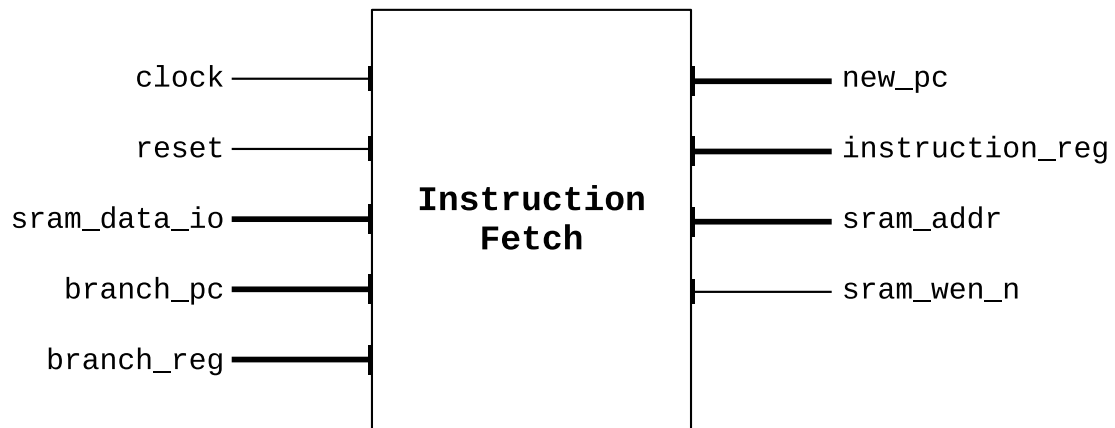 clock
reset
sram_data_io
branch_pc
branch_reg
Instruction
Fetch
new_pc
instruction_reg
sram_addr
sram_wen_n